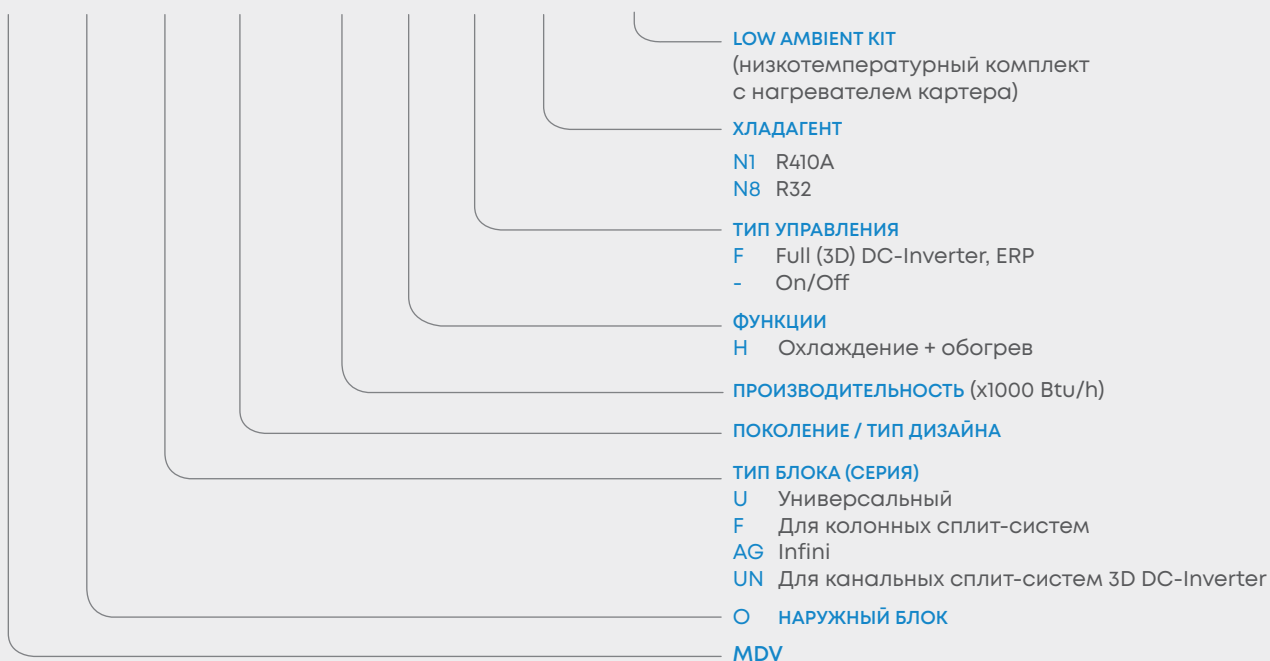 LOW AMBIENT KIT
(низкотемпературный комплект
с нагревателем картера)
ХЛАДАГЕНТ
N1 R410A
N8 R32
ТИП УПРАВЛЕНИЯ
F Full (3D) DC-Inverter, ERP
- On/Off
ФУНКЦИИ
H Охлаждение + обогрев
ПРОИЗВОДИТЕЛЬНОСТЬ (x1000 Btu/h)
ПОКОЛЕНИЕ / ТИП ДИЗАЙНА
ТИП БЛОКА (СЕРИЯ)
U Универсальный
F Для колонных сплит-систем
AG Infini
UN Для канальных сплит-систем 3D DC-Inverter
O НАРУЖНЫЙ БЛОК
MDV